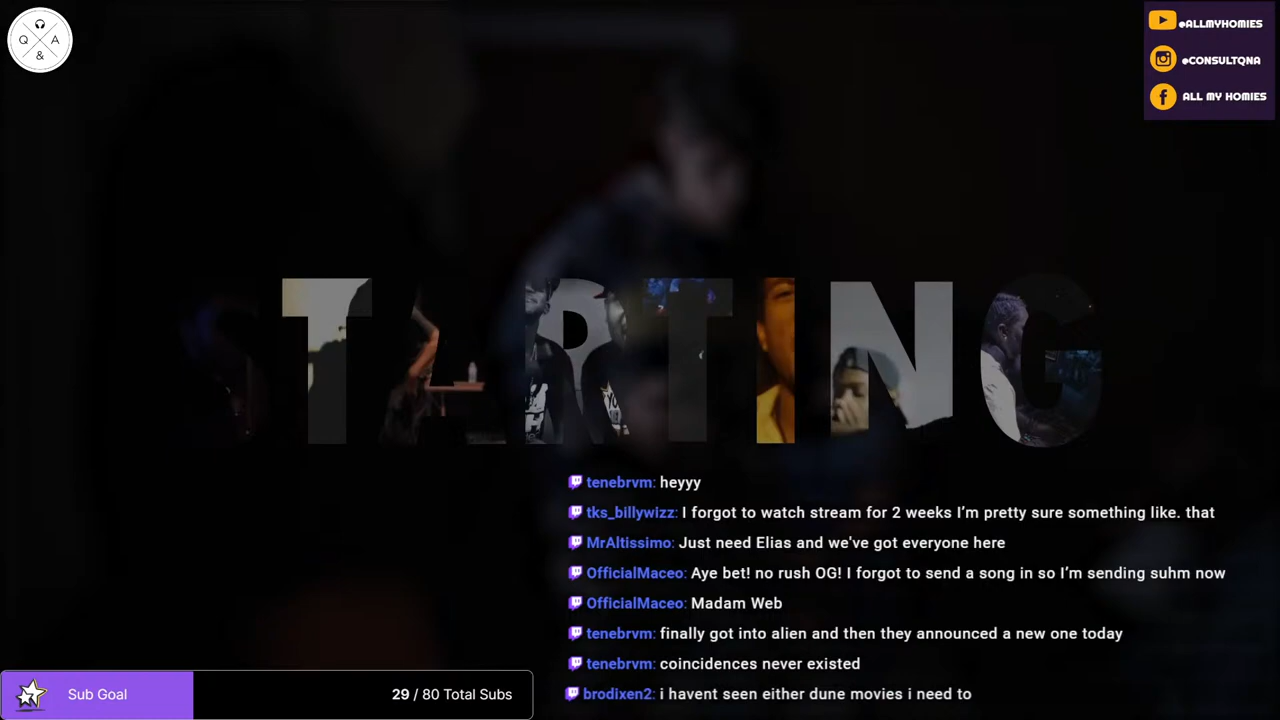 Q A
&
@ALLMYHOMIES
@CONSULTQNA
ALL MY HOMIES
TARTING
tenebrvm: heyyy
tks_billywizz: I forgot to watch stream for 2 weeks I’m pretty sure something like. that
MrAltissimo: Just need Elias and we've got everyone here
OfficialMaceo: Aye bet! no rush OG! I forgot to send a song in so I’m sending suhm now
OfficialMaceo: Madam Web
tenebrvm: finally got into alien and then they announced a new one today
tenebrvm: coincidences never existed
brodixen2: i havent seen either dune movies i need to
Sub Goal 29 / 80 Total Subs